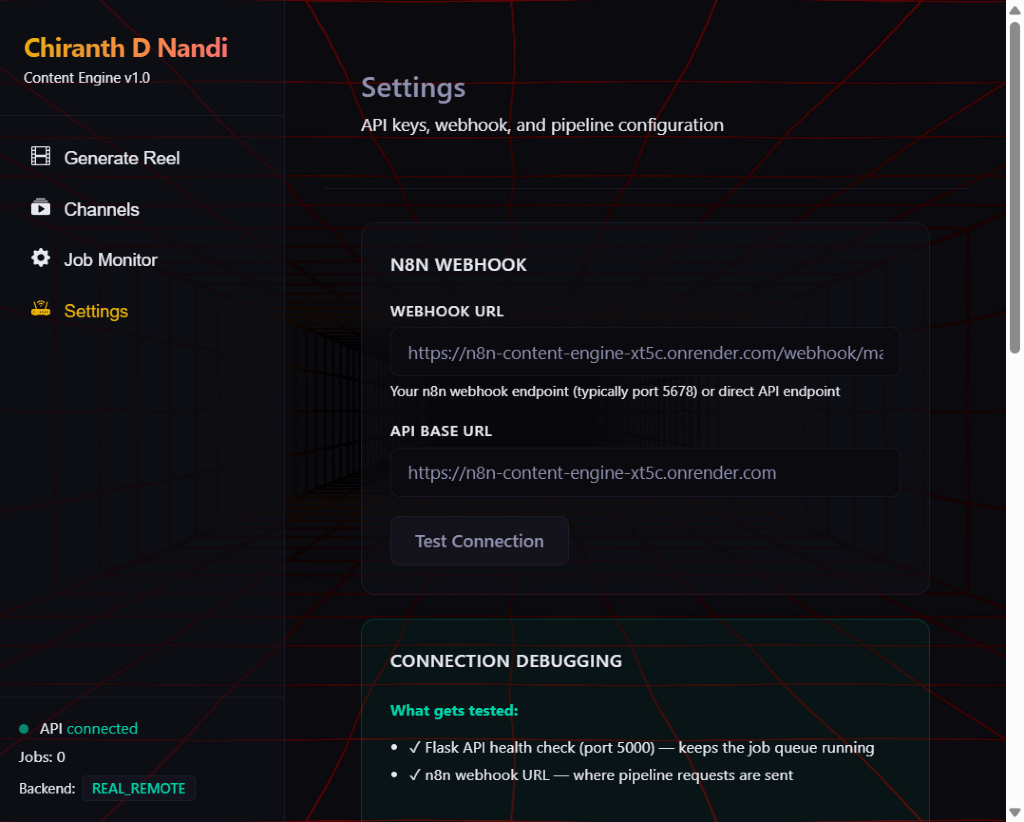 Chiranth D Nandi
Content Engine v1.0
Generate Reel
Channels
Job Monitor
Settings
API connected
Jobs: 0
Backend: REAL_REMOTE
Settings
API keys, webhook, and pipeline configuration
N8N WEBHOOK
WEBHOOK URL
https://n8n-content-engine-xt5c.onrender.com/webhook/ma
Your n8n webhook endpoint (typically port 5678) or direct API endpoint
API BASE URL
https://n8n-content-engine-xt5c.onrender.com
Test Connection
CONNECTION DEBUGGING
What gets tested:
• ✓ Flask API health check (port 5000) — keeps the job queue running
• ✓ n8n webhook URL — where pipeline requests are sent